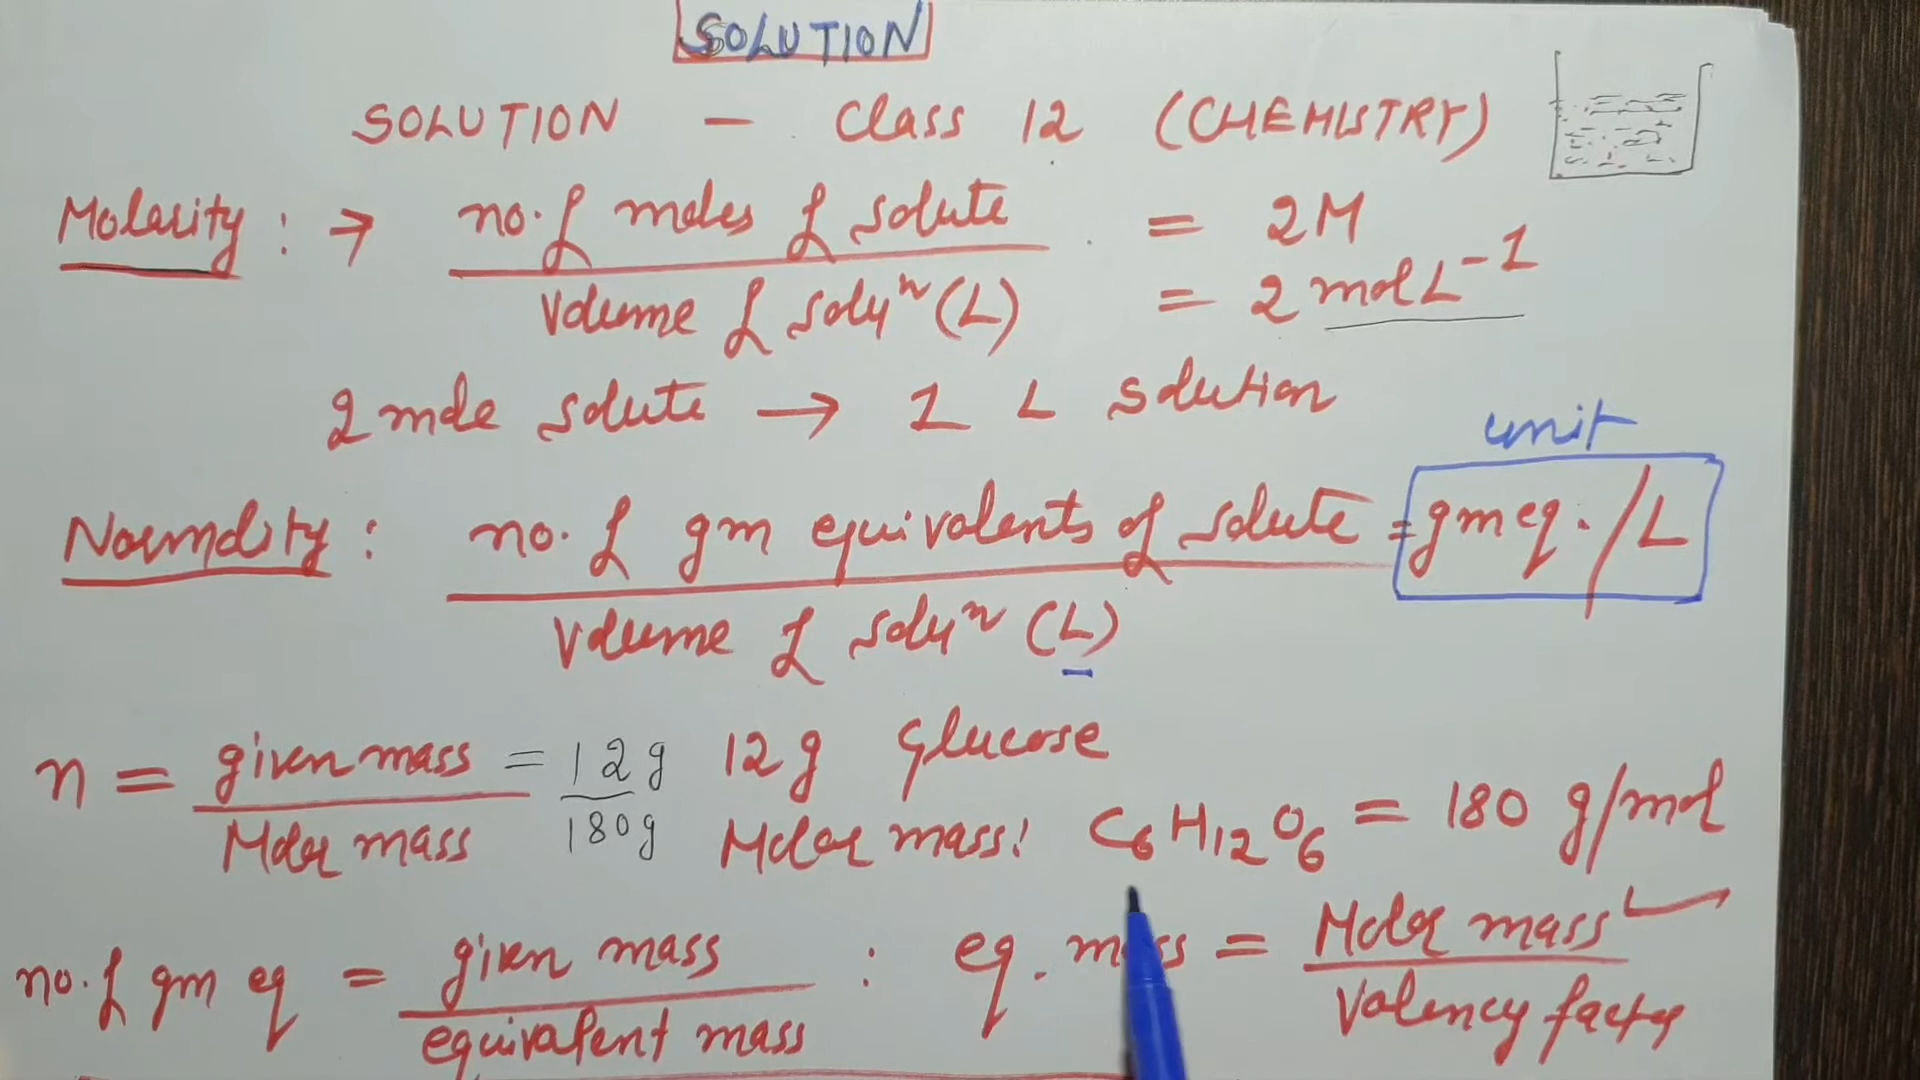 SOLUTION
SOLUTION - Class 12 (CHEMISTRY)
Molarity: → no. of moles of solute = 2M
volume of soluⁿ (L) = 2 mol L⁻¹
2 mole solute → 1 L solution
unit
Normality: no. of gm equivalents of solute = gm eq. / L
volume of soluⁿ (L)
n = given mass = 12g 12g Glucose
Molar mass 180g Molar mass: C₆H₁₂O₆ = 180 g/mol
no. of gm eq = given mass : eq. mass = Molar mass
equivalent mass Valency factor